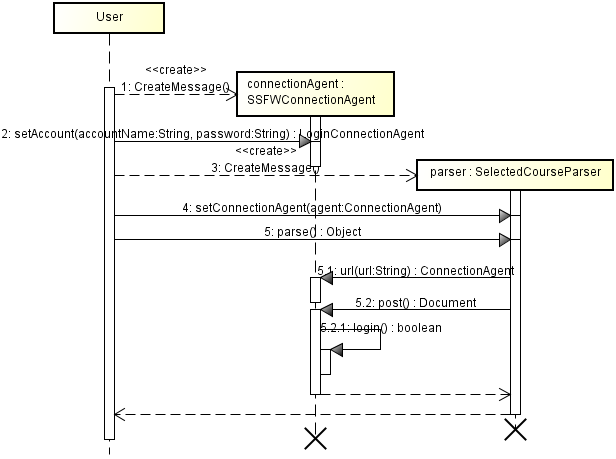 User
<<create>>
1: CreateMessage()
connectionAgent :
SSFWConnectionAgent
2: setAccount(accountName:String, password:String) : LoginConnectionAgent
<<create>>
3: CreateMessage()
parser : SelectedCourseParser
4: setConnectionAgent(agent:ConnectionAgent)
5: parse() : Object
5.1: url(url:String) : ConnectionAgent
5.2: post() : Document
5.2.1: login() : boolean